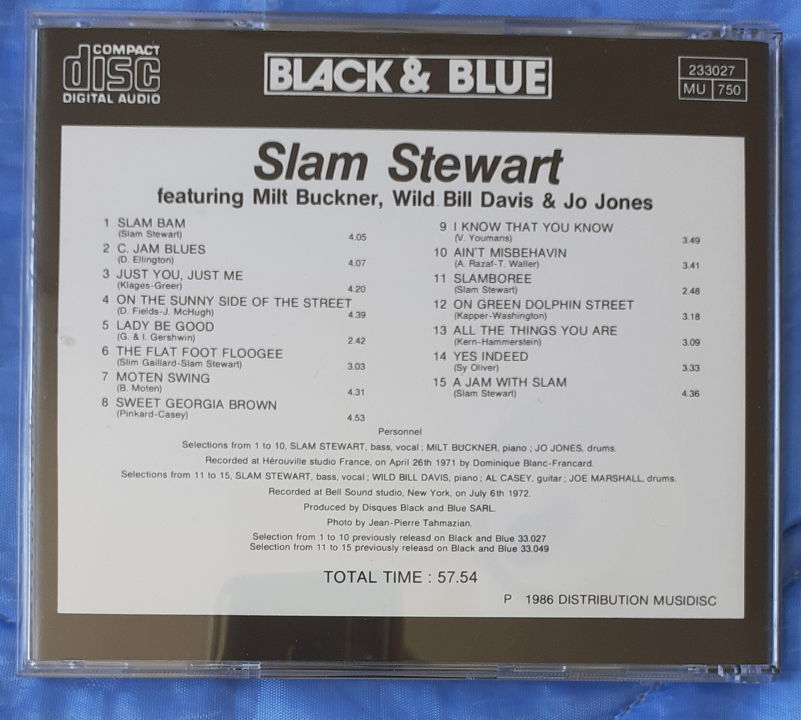 COMPACT
disc
DIGITAL AUDIO
BLACK & BLUE
233027
MU 750
Slam Stewart
featuring Milt Buckner, Wild Bill Davis & Jo Jones
1 SLAM BAM
(Slam Stewart) 4.05
2 C. JAM BLUES
(D. Ellington) 4.07
3 JUST YOU, JUST ME
(Klages-Greer) 4.20
4 ON THE SUNNY SIDE OF THE STREET
(D. Fields-J. McHugh) 4.39
5 LADY BE GOOD
(G. & I. Gershwin) 2.42
6 THE FLAT FOOT FLOOGEE
(Slim Gaillard-Slam Stewart) 3.03
7 MOTEN SWING
(B. Moten) 4.31
8 SWEET GEORGIA BROWN
(Pinkard-Casey) 4.53
9 I KNOW THAT YOU KNOW
(V. Youmans) 3.49
10 AIN'T MISBEHAVIN
(A. Razaf-T. Waller) 3.41
11 SLAMBOREE
(Slam Stewart) 2.48
12 ON GREEN DOLPHIN STREET
(Kapper-Washington) 3.18
13 ALL THE THINGS YOU ARE
(Kern-Hammerstein) 3.09
14 YES INDEED
(Sy Oliver) 3.33
15 A JAM WITH SLAM
(Slam Stewart) 4.36
Personnel
Selections from 1 to 10, SLAM STEWART, bass, vocal ; MILT BUCKNER, piano ; JO JONES, drums.
Recorded at Hérouville studio France, on April 26th 1971 by Dominique Blanc-Francard.
Selections from 11 to 15, SLAM STEWART, bass, vocal ; WILD BILL DAVIS, piano ; AL CASEY, guitar ; JOE MARSHALL, drums.
Recorded at Bell Sound studio, New York, on July 6th 1972.
Produced by Disques Black and Blue SARL.
Photo by Jean-Pierre Tahmazian.
Selection from 1 to 10 previously releasd on Black and Blue 33.027
Selection from 11 to 15 previously releasd on Black and Blue 33.049
TOTAL TIME : 57.54
P 1986 DISTRIBUTION MUSIDISC